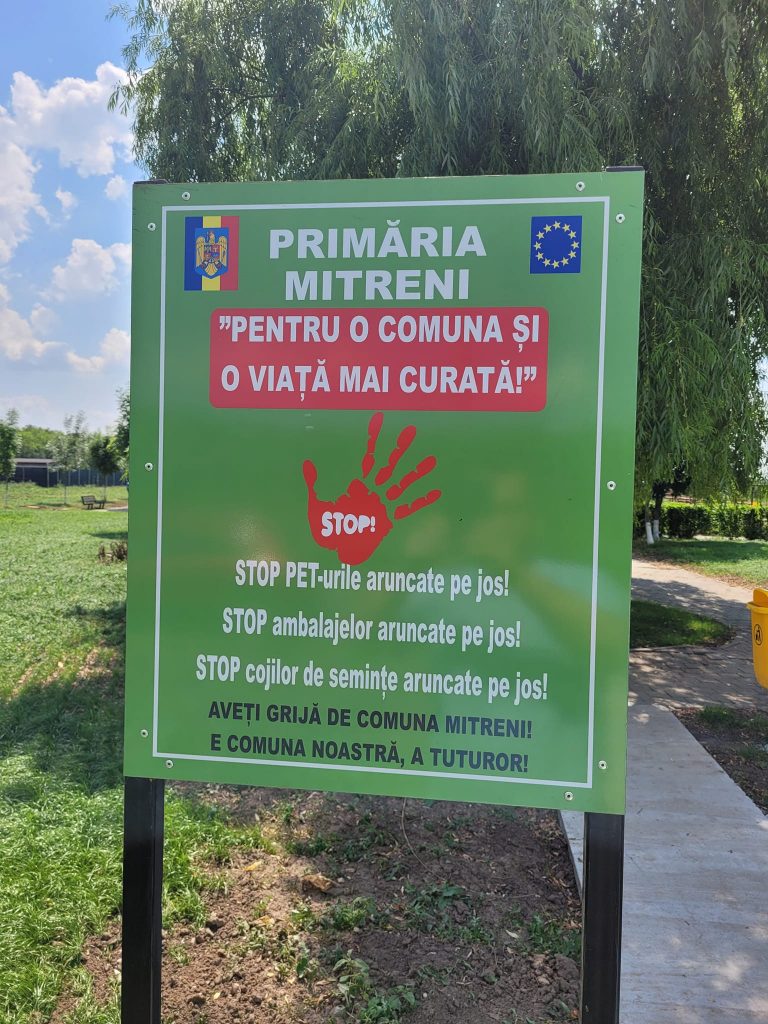 PRIMĂRIA
MITRENI
”PENTRU O COMUNA ȘI
O VIAȚĂ MAI CURATĂ!”
STOP!
STOP PET-urile aruncate pe jos!
STOP ambalajelor aruncate pe jos!
STOP cojilor de semințe aruncate pe jos!
AVEȚI GRIJĂ DE COMUNA MITRENI!
E COMUNA NOASTRĂ, A TUTUROR!